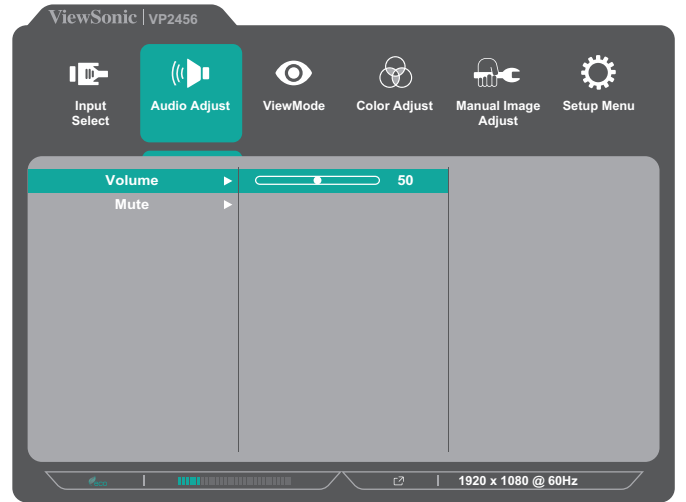 ViewSonic | VP2456
Input Select
Audio Adjust
ViewMode
Color Adjust
Manual Image Adjust
Setup Menu
Volume
50
Mute
eco
1920 x 1080 @ 60Hz